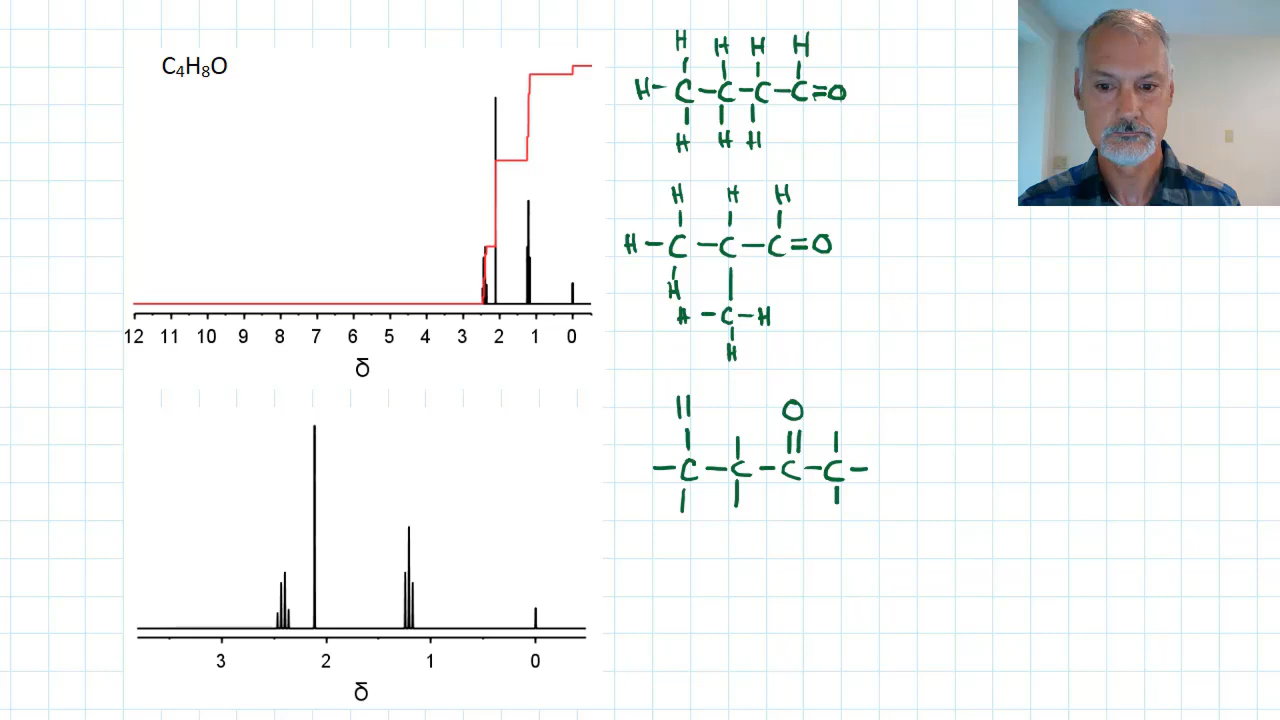 C₄H₈O
12 11 10 9 8 7 6 5 4 3 2 1 0
δ
3 2 1 0
δ
H H H H
H-C-C-C-C=O
H H H
H H H
H-C-C-C=O
H
H-C-H
H
O
-C-C-C-C-